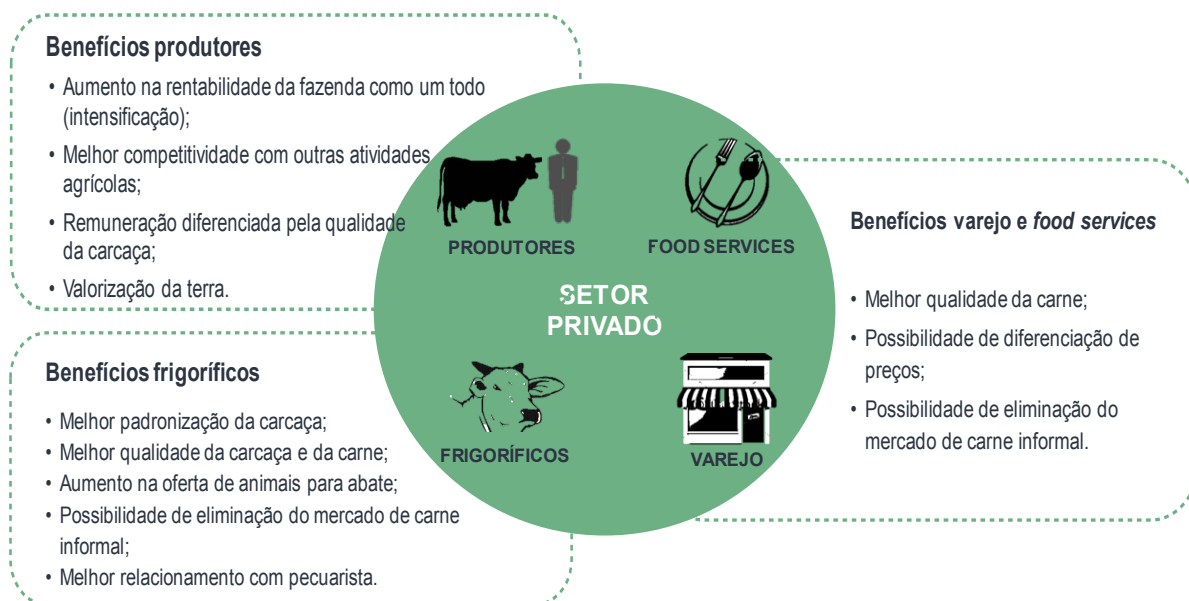 Benefícios produtores
• Aumento na rentabilidade da fazenda como um todo
(intensificação);
• Melhor competitividade com outras atividades
agrícolas;
• Remuneração diferenciada pela qualidade
da carcaça;
• Valorização da terra.
Benefícios frigoríficos
• Melhor padronização da carcaça;
• Melhor qualidade da carcaça e da carne;
• Aumento na oferta de animais para abate;
• Possibilidade de eliminação do mercado de carne
informal;
• Melhor relacionamento com pecuarista.
PRODUTORES
FOOD SERVICES
SETOR
PRIVADO
FRIGORÍFICOS
VAREJO
Benefícios varejo e food services
• Melhor qualidade da carne;
• Possibilidade de diferenciação de
preços;
• Possibilidade de eliminação do
mercado de carne informal.